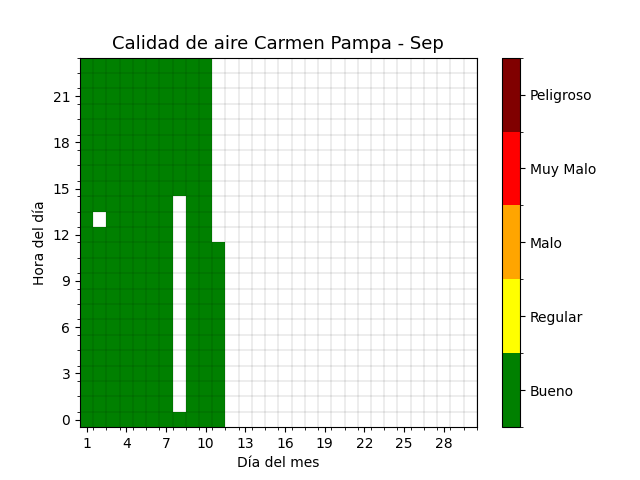 Calidad de aire Carmen Pampa - Sep
Hora del día
21
18
15
12
9
6
3
0
1 4 7 10 13 16 19 22 25 28
Día del mes
Peligroso
Muy Malo
Malo
Regular
Bueno